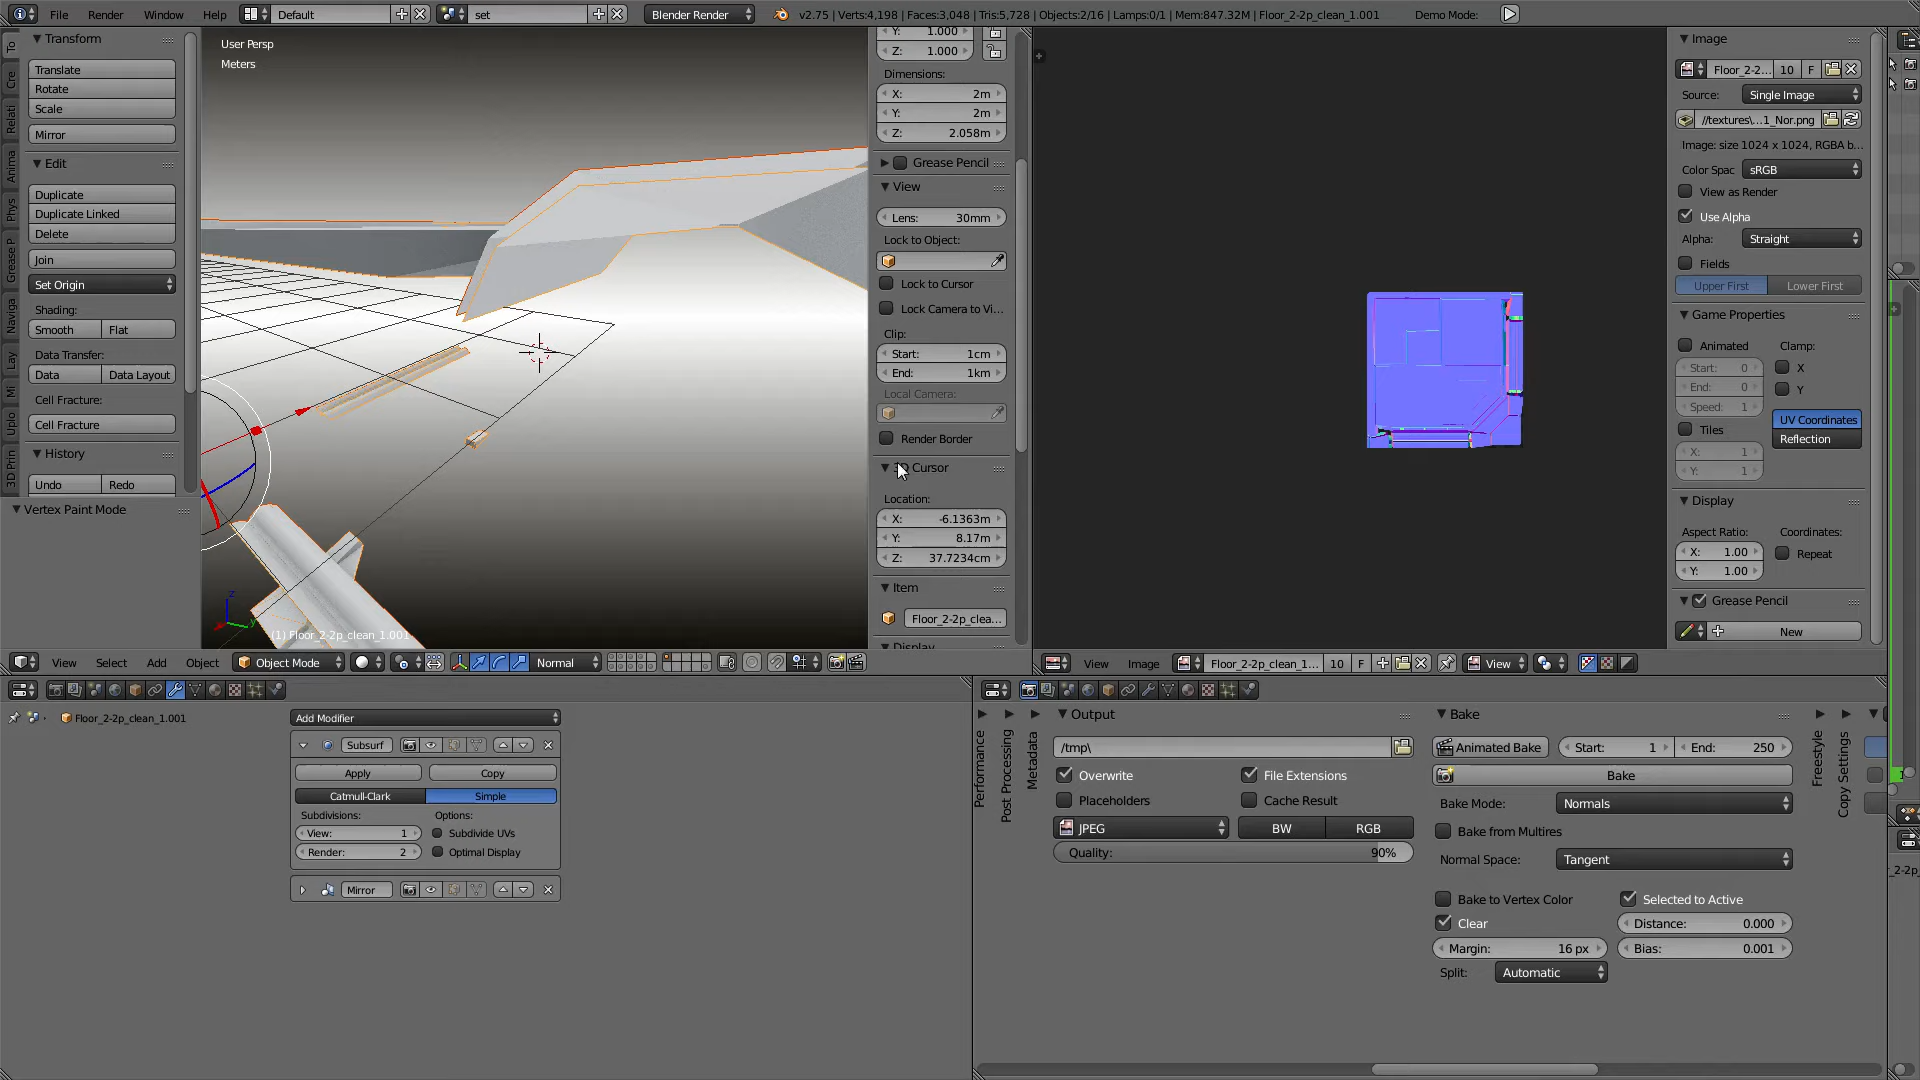 File Render Window Help Default set Blender Render v2.75 | Verts:4,198 | Faces:3,048 | Tris:5,728 | Objects:2/16 | Lamps:0/1 | Mem:847.32M | Floor_2-2p_clean_1.001 Demo Mode:
To
Cre
Relati
Anima
Phys
Grease P
Naviga
Lay
Mi
Uplo
3D Prin
Transform
Translate
Rotate
Scale
Mirror
Edit
Duplicate
Duplicate Linked
Delete
Join
Set Origin
Shading:
Smooth Flat
Data Transfer:
Data Data Layout
Cell Fracture:
Cell Fracture
History
Undo Redo
Vertex Paint Mode
User Persp
Meters
(1) Floor_2-2p_clean_1.001
Y: 1.000
Z: 1.000
Dimensions:
X: 2m
Y: 2m
Z: 2.058m
Grease Pencil
View
Lens: 30mm
Lock to Object:
Lock to Cursor
Lock Camera to Vi...
Clip:
Start: 1cm
End: 1km
Local Camera:
Render Border
3D Cursor
Location:
X: -6.1363m
Y: 8.17m
Z: 37.7234cm
Item
Floor_2-2p_clea...
Display
Image
Floor_2-2... 10 F
Source: Single Image
//textures\...1_Nor.png
Image: size 1024 x 1024, RGBA b...
Color Spac sRGB
View as Render
Use Alpha
Alpha: Straight
Fields
Upper First Lower First
Game Properties
Animated Clamp:
Start: 0 X
End: 0 Y
Speed: 1
UV Coordinates
Tiles Reflection
X: 1
Y: 1
Display
Aspect Ratio: Coordinates:
X: 1.00 Repeat
Y: 1.00
Grease Pencil
New
View Select Add Object Object Mode Normal
View Image Floor_2-2p_clean_1... 10 F View
Floor_2-2p_clean_1.001
Add Modifier
Subsurf
Apply Copy
Catmull-Clark Simple
Subdivisions: Options:
View: 1 Subdivide UVs
Render: 2 Optimal Display
Mirror
Performance
Post Processing
Metadata
Output
/tmp\
Overwrite File Extensions
Placeholders Cache Result
JPEG BW RGB
Quality: 90%
Bake
Animated Bake Start: 1 End: 250
Bake
Bake Mode: Normals
Bake from Multires
Normal Space: Tangent
Bake to Vertex Color Selected to Active
Clear Distance: 0.000
Margin: 16 px Bias: 0.001
Split: Automatic
Freestyle
Copy Settings